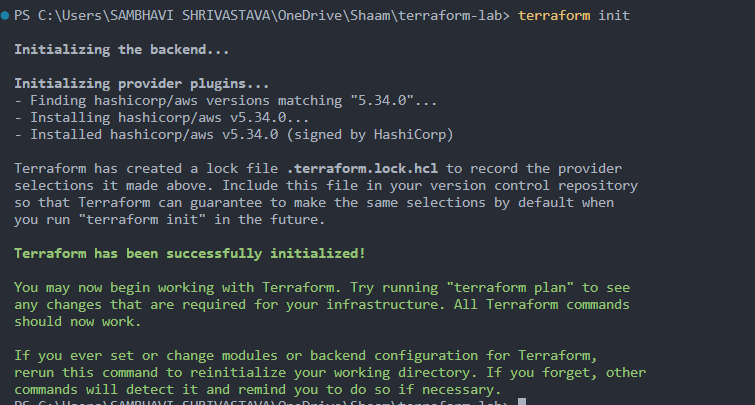 PS C:\Users\SAMBHAVI SHRIVASTAVA\OneDrive\Shaam\terraform-lab> terraform init
Initializing the backend...
Initializing provider plugins...
- Finding hashicorp/aws versions matching "5.34.0"...
- Installing hashicorp/aws v5.34.0...
- Installed hashicorp/aws v5.34.0 (signed by HashiCorp)
Terraform has created a lock file .terraform.lock.hcl to record the provider
selections it made above. Include this file in your version control repository
so that Terraform can guarantee to make the same selections by default when
you run "terraform init" in the future.
Terraform has been successfully initialized!
You may now begin working with Terraform. Try running "terraform plan" to see
any changes that are required for your infrastructure. All Terraform commands
should now work.
If you ever set or change modules or backend configuration for Terraform,
rerun this command to reinitialize your working directory. If you forget, other
commands will detect it and remind you to do so if necessary.
PS C:\Users\SAMBHAVI SHRIVASTAVA\OneDrive\Shaam\terraform-lab>